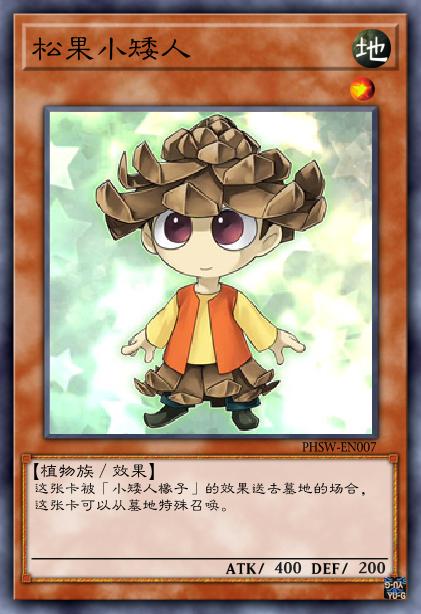 松果小矮人
地
PHSW-EN007
【植物族／效果】
这张卡被「小矮人橡子」的效果送去墓地的场合，
这张卡可以从墓地特殊召唤。
ATK/ 400 DEF/ 200